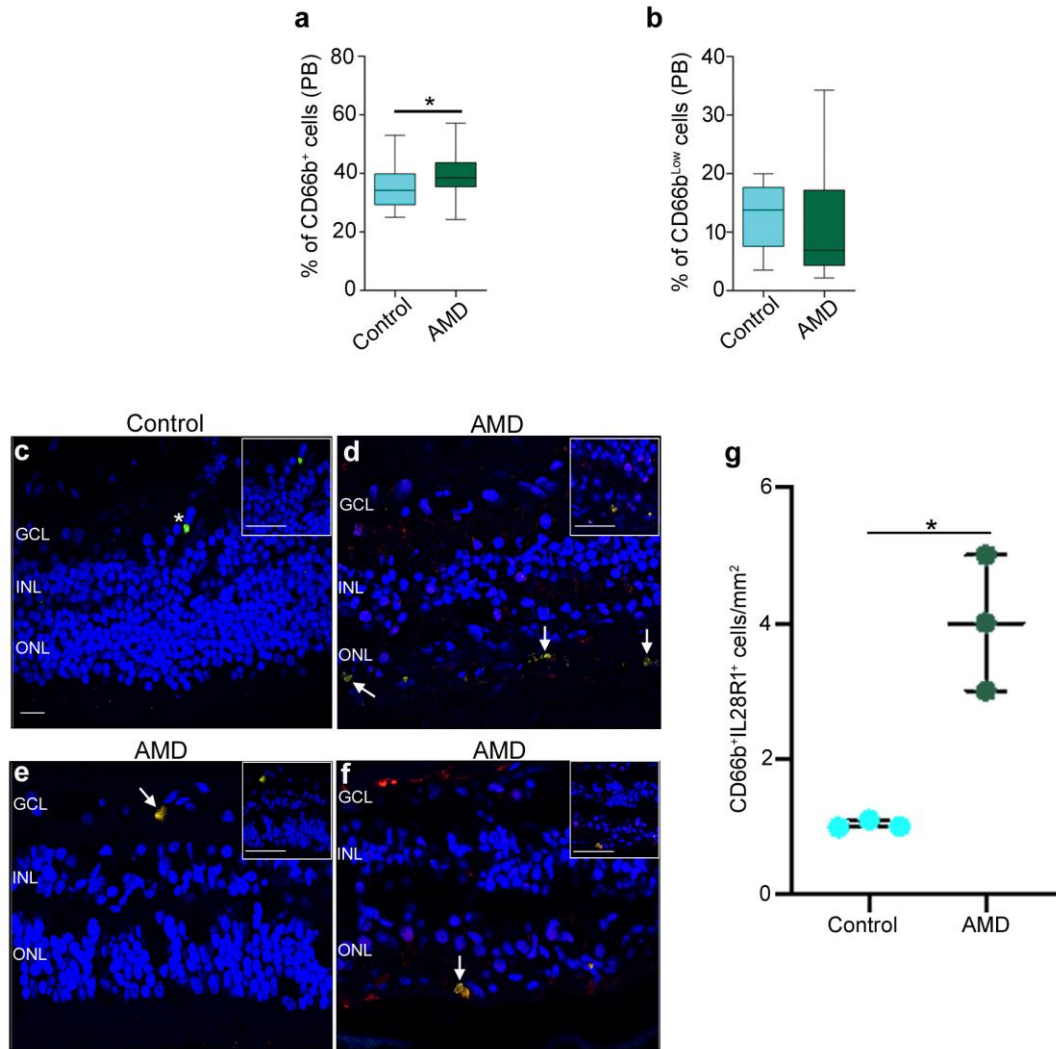 a
b
% of CD66b⁺ cells (PB)
80
60
40
20
0
*
Control
AMD
% of CD66bᴸᵒʷ cells (PB)
40
30
20
10
0
Control
AMD
Control
AMD
c
*
GCL
INL
ONL
d
GCL
INL
ONL
AMD
AMD
e
GCL
INL
ONL
f
GCL
INL
ONL
g
CD66b⁺IL28R1⁺ cells/mm²
6
4
2
0
*
Control
AMD